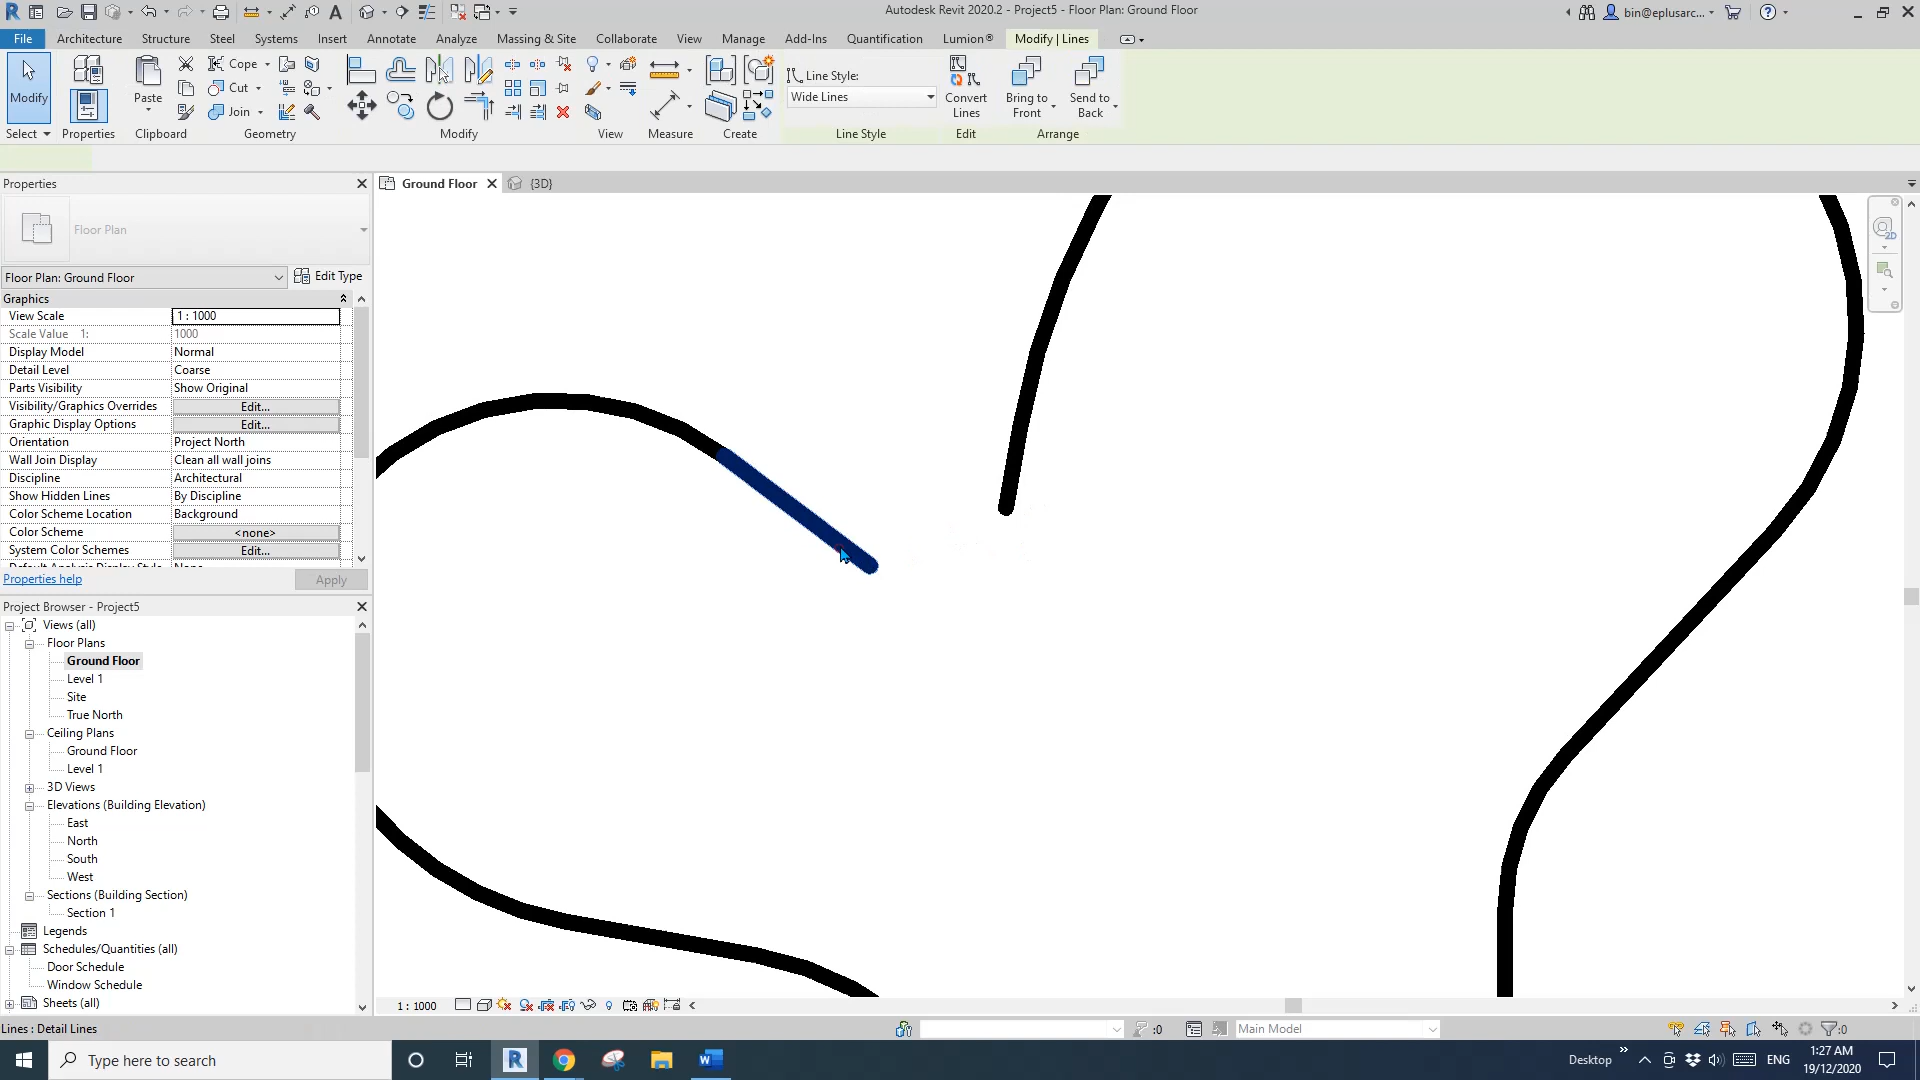 Autodesk Revit 2020.2 - Project5 - Floor Plan: Ground Floor
bin@eplusarc...
File
Architecture
Structure
Steel
Systems
Insert
Annotate
Analyze
Massing & Site
Collaborate
View
Manage
Add-Ins
Quantification
Lumion®
Modify | Lines
Modify
Paste
Cope
Cut
Join
Line Style:
Wide Lines
Convert
Lines
Bring to
Front
Send to
Back
Select
Properties
Clipboard
Geometry
Modify
View
Measure
Create
Line Style
Edit
Arrange
Properties
Ground Floor
{3D}
Floor Plan
Floor Plan: Ground Floor
Edit Type
Graphics
View Scale 1 : 1000
Scale Value 1: 1000
Display Model Normal
Detail Level Coarse
Parts Visibility Show Original
Visibility/Graphics Overrides Edit...
Graphic Display Options Edit...
Orientation Project North
Wall Join Display Clean all wall joins
Discipline Architectural
Show Hidden Lines By Discipline
Color Scheme Location Background
Color Scheme <none>
System Color Schemes Edit...
Properties help
Apply
Project Browser - Project5
Views (all)
Floor Plans
Ground Floor
Level 1
Site
True North
Ceiling Plans
Ground Floor
Level 1
3D Views
Elevations (Building Elevation)
East
North
South
West
Sections (Building Section)
Section 1
Legends
Schedules/Quantities (all)
Door Schedule
Window Schedule
Sheets (all)
1 : 1000
Lines : Detail Lines
:0
Main Model
:0
Type here to search
Desktop
ENG
1:27 AM
19/12/2020